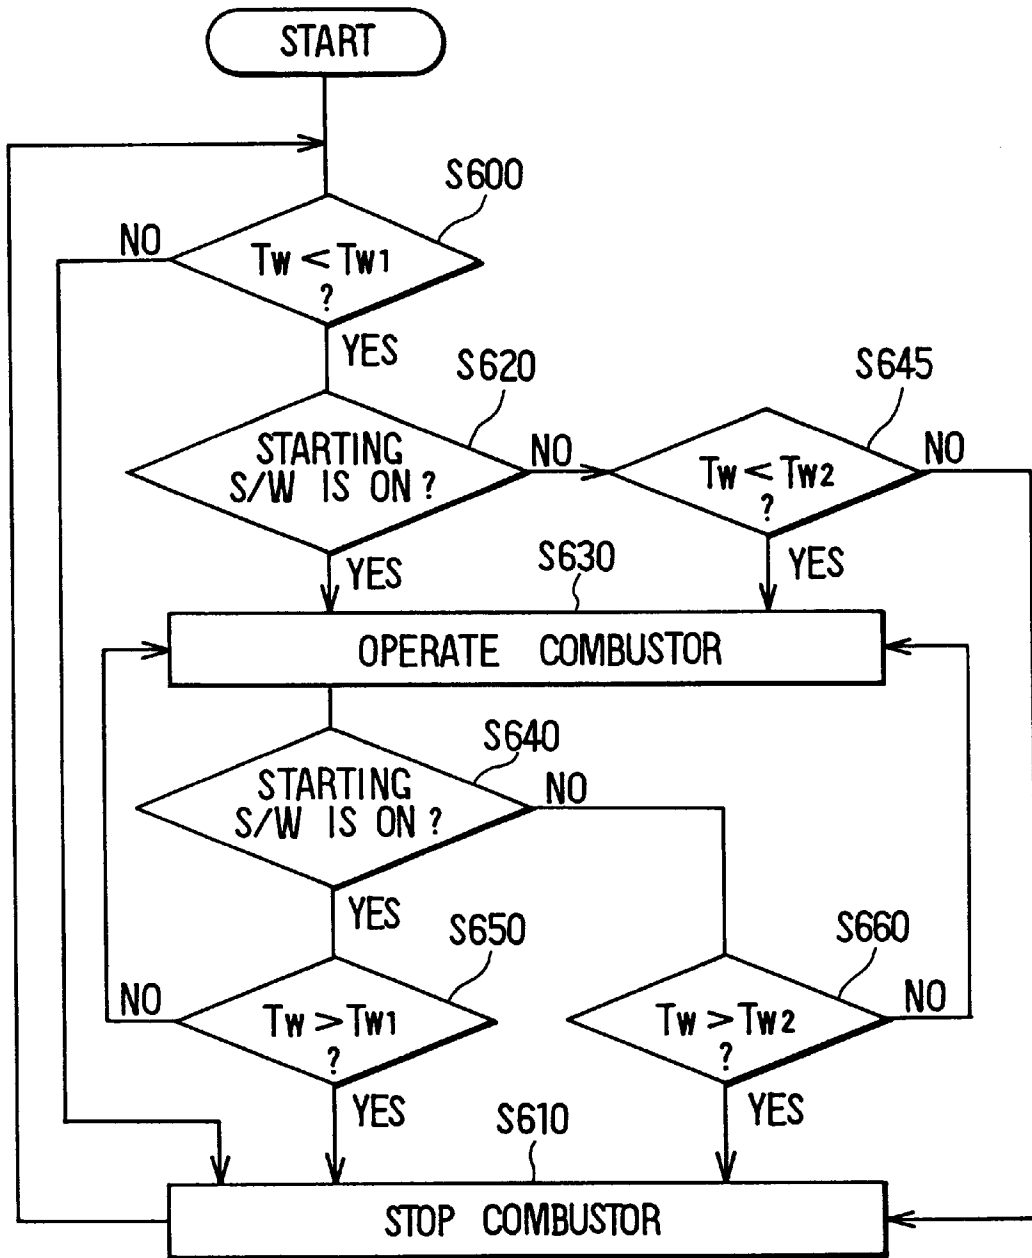 START
S600
NO
Tw < Tw1
?
YES
S620
S645
STARTING
S/W IS ON ?
NO
Tw < Tw2
?
NO
YES
S630
YES
OPERATE COMBUSTOR
S640
STARTING
S/W IS ON ?
NO
YES
S650
S660
NO
Tw > Tw1
?
Tw > Tw2
?
NO
YES
S610
YES
STOP COMBUSTOR